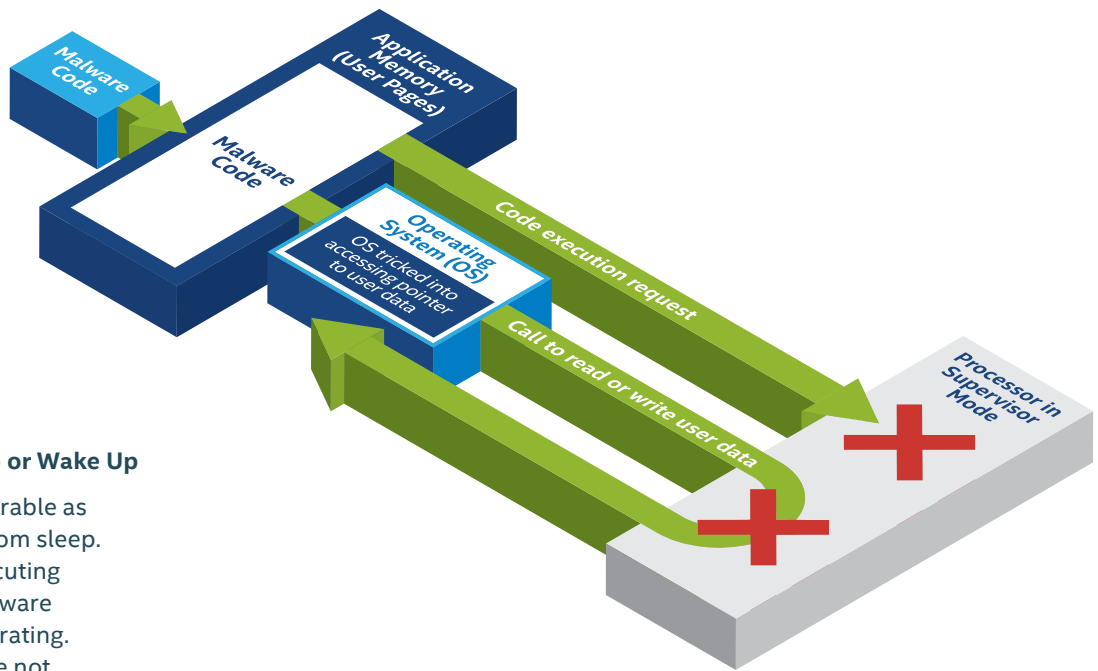 Malware
Code
Application
Memory
(User Pages)
Malware
Code
Operating
System (OS)
OS tricked into
accessing pointer
to user data
Code execution request
Call to read or write user data
Processor in
Supervisor
Mode
or Wake Up
rable as
om sleep.
cuting
ware
rating.
e not